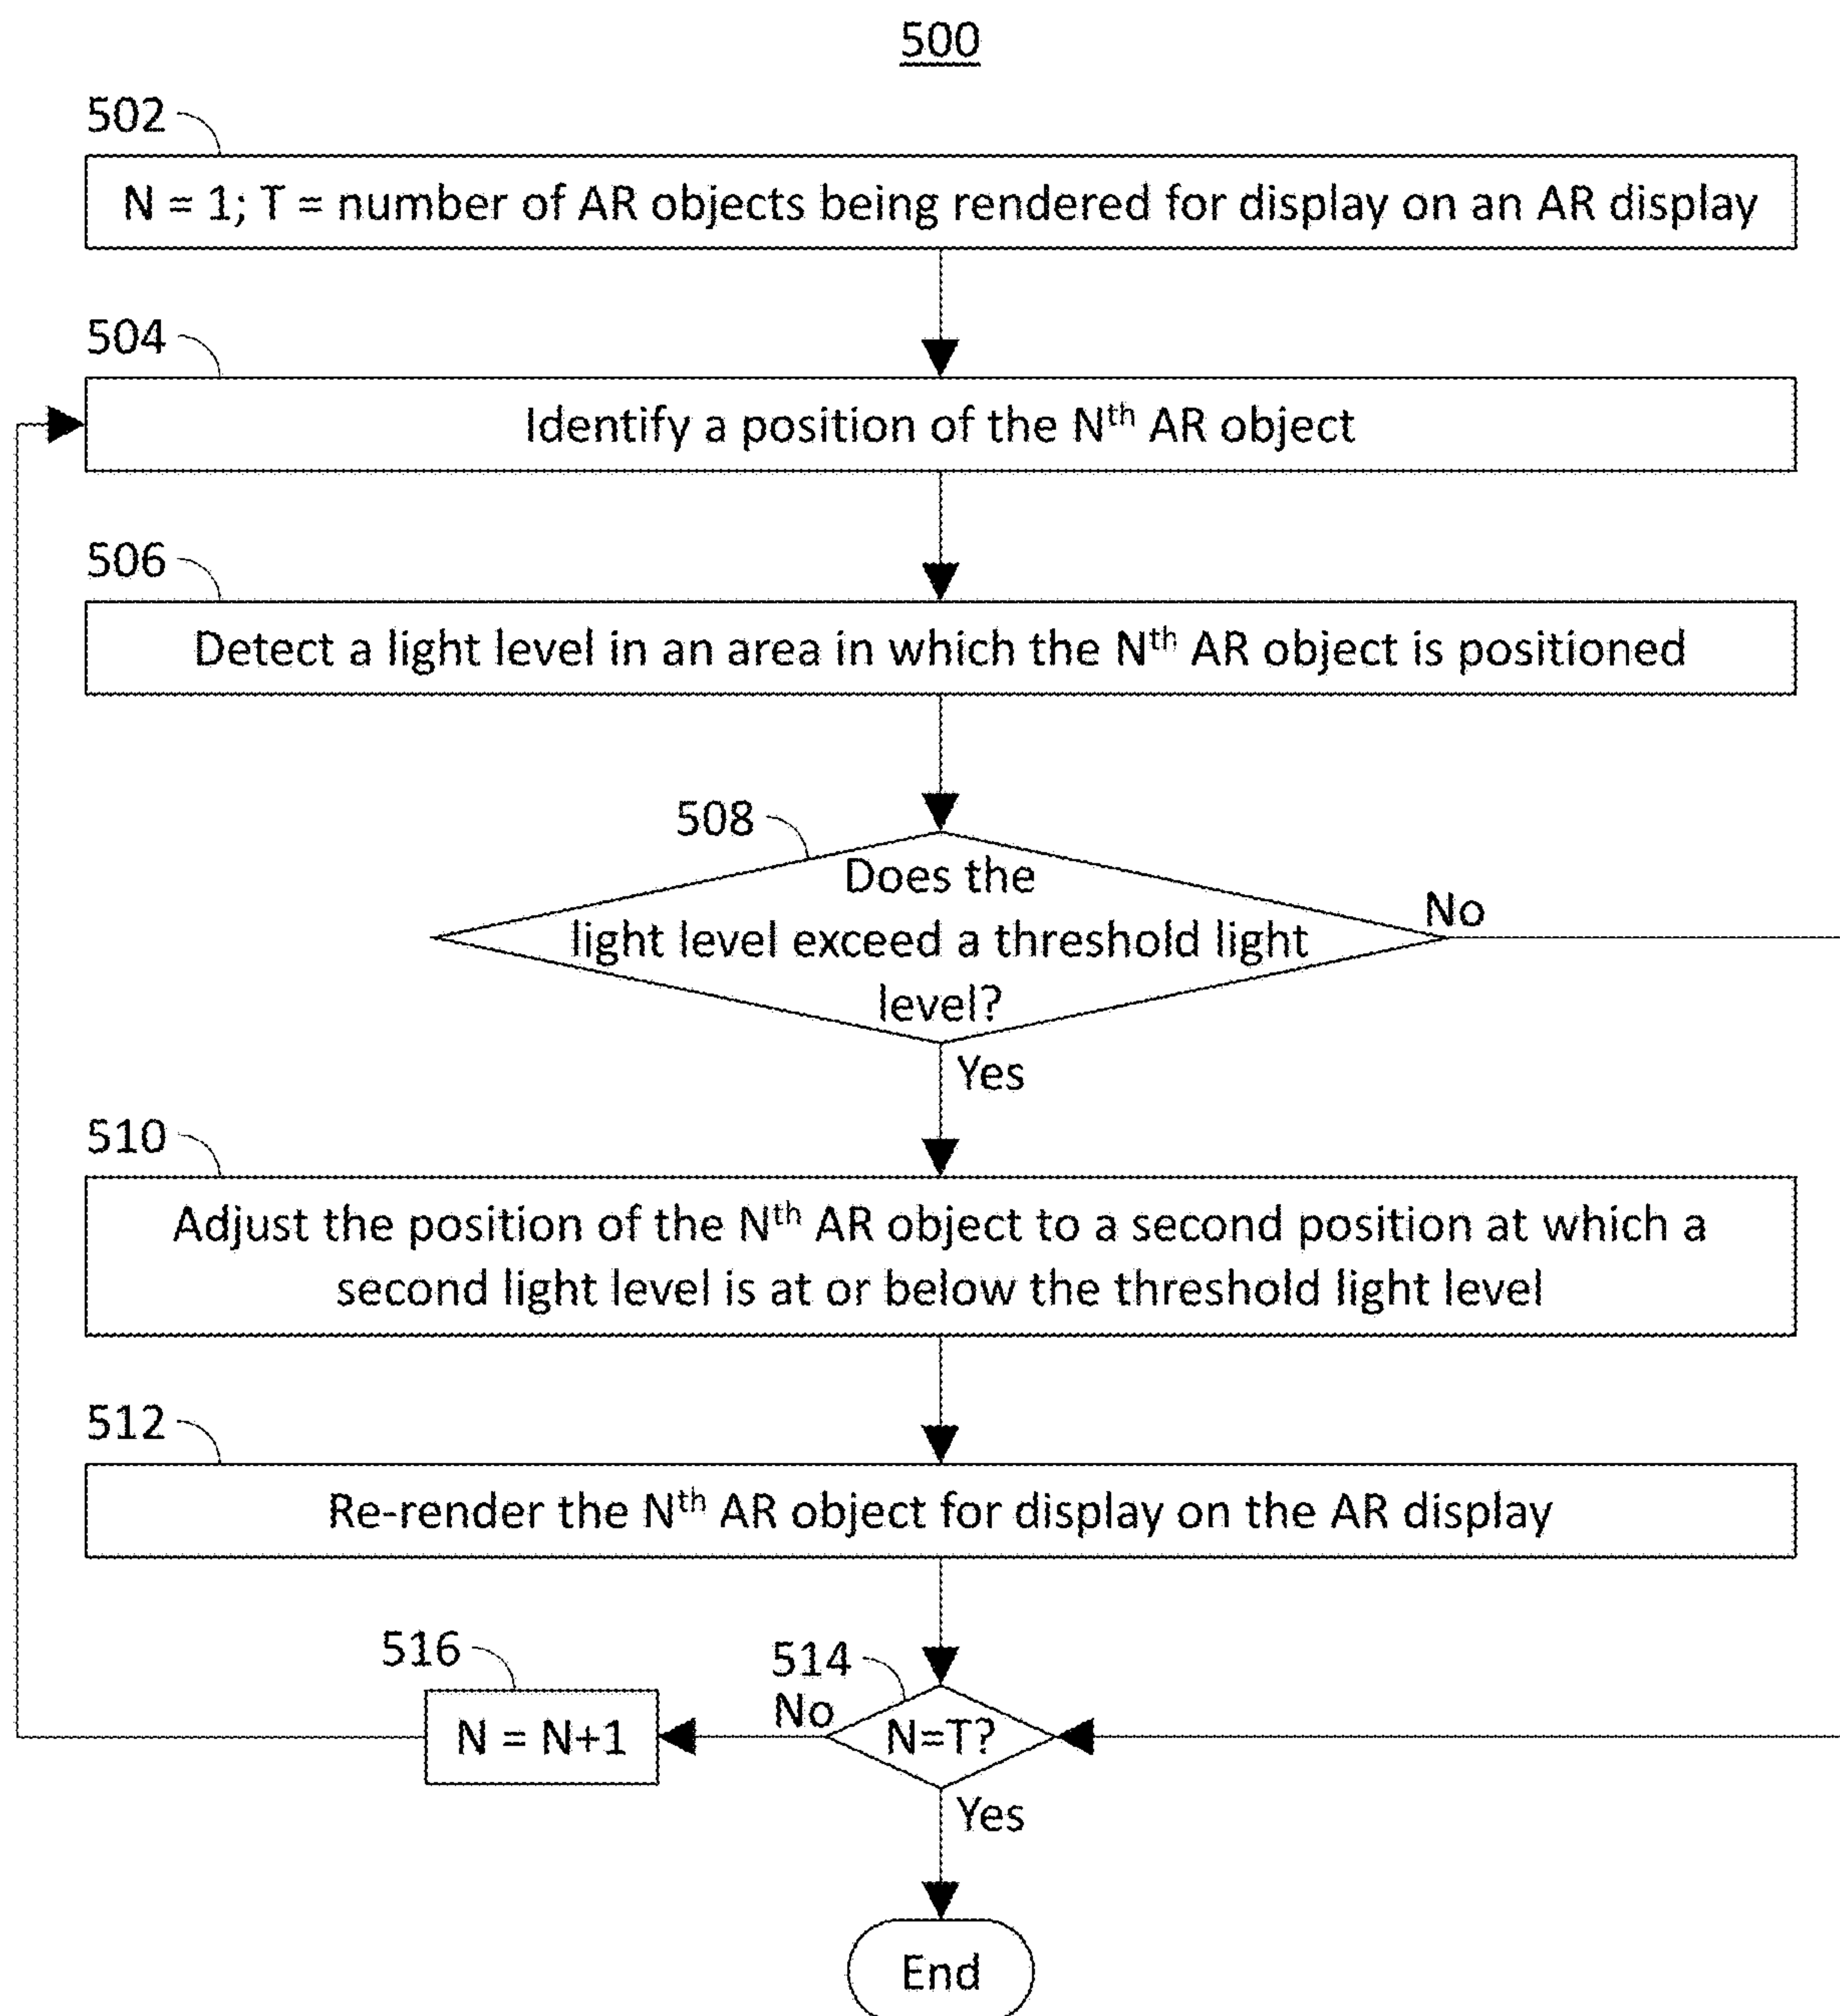 500
502
N = 1; T = number of AR objects being rendered for display on an AR display
504
Identify a position of the Nth AR object
506
Detect a light level in an area in which the Nth AR object is positioned
508
Does the
light level exceed a threshold light
level?
No
Yes
510
Adjust the position of the Nth AR object to a second position at which a
second light level is at or below the threshold light level
512
Re-render the Nth AR object for display on the AR display
516
514
N = N+1
No
N=T?
Yes
End